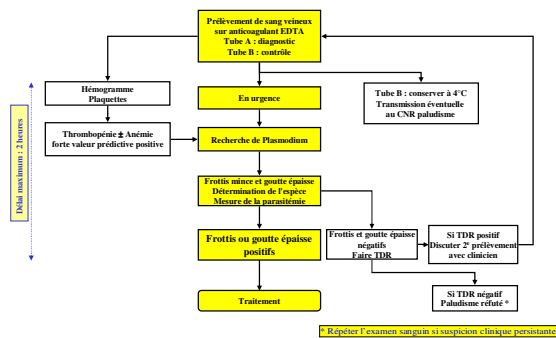 Prélèvement de sang veineux
sur anticoagulant EDTA
Tube A : diagnostic
Tube B : contrôle
Hémogramme
Plaquettes
En urgence
Tube B : conserver à 4°C
Transmission éventuelle
au CNR paludisme
Délai maximum : 2 heures
Thrombopénie ± Anémie
forte valeur prédictive positive
Recherche de Plasmodium
Frottis mince et goutte épaisse
Détermination de l'espèce
Mesure de la parasitémie
Frottis ou goutte épaisse
positifs
Frottis et goutte épaisse
négatifs
Faire TDR
Si TDR positif
Discuter 2e prélèvement
avec clinicien
Traitement
Si TDR négatif
Paludisme réfuté *
* Répéter l'examen sanguin si suspicion clinique persistante